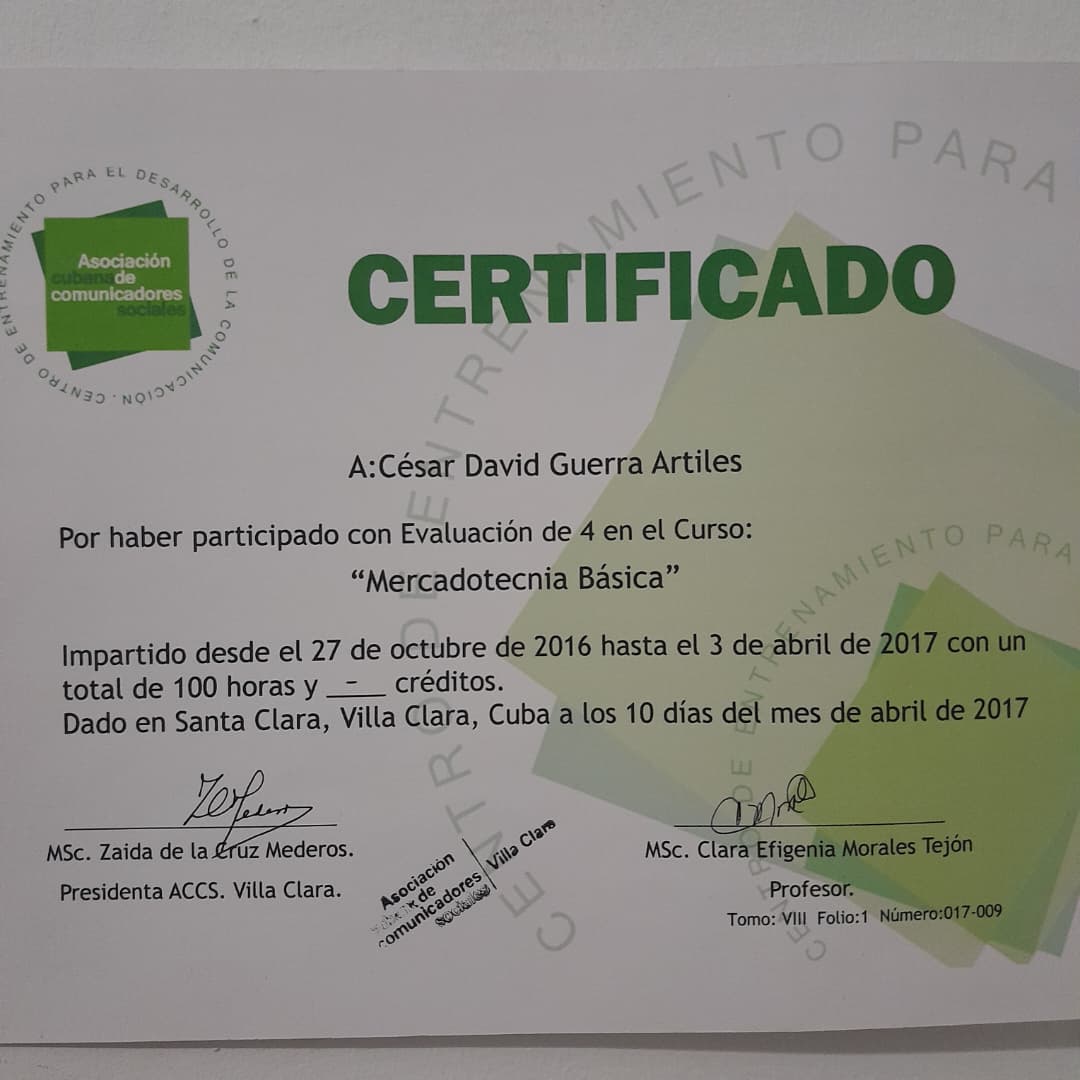 CENTRO DE ENTRENAMIENTO PARA EL DESARROLLO DE LA COMUNICACIÓN.
Asociación
cubana de
comunicadores
sociales
CENTRO DE ENTRENAMIENTO PARA
CERTIFICADO
A:César David Guerra Artiles
Por haber participado con Evaluación de 4 en el Curso:
“Mercadotecnia Básica”
CENTRO DE ENTRENAMIENTO PARA
Impartido desde el 27 de octubre de 2016 hasta el 3 de abril de 2017 con un
total de 100 horas y - créditos.
Dado en Santa Clara, Villa Clara, Cuba a los 10 días del mes de abril de 2017
MSc. Zaida de la Cruz Mederos.
Presidenta ACCS. Villa Clara.
Asociación
de
comunicadores
sociales
Villa Clara
MSc. Clara Efigenia Morales Tejón
Profesor.
Tomo: VIII Folio:1 Número:017-009